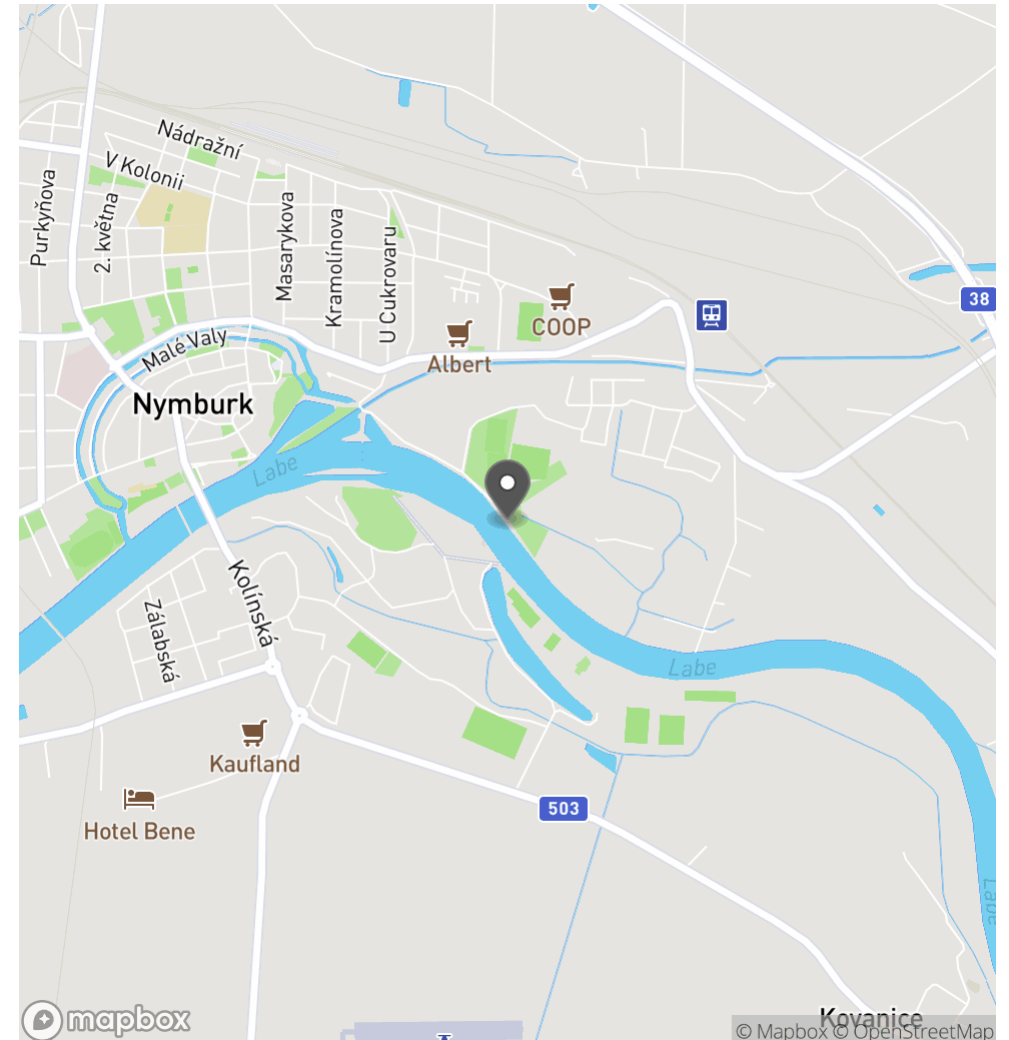 Nádražní
V Kolonii
Purkyňova
2. května
Masarykova
Kramolínova
U Cukrovaru
38
COOP
Albert
Malé Valy
Nymburk
Labe
Kolínská
Zálabská
Labe
Kaufland
Hotel Bene
503
Labe
Kovanice
mapbox
© Mapbox © OpenStreetMap